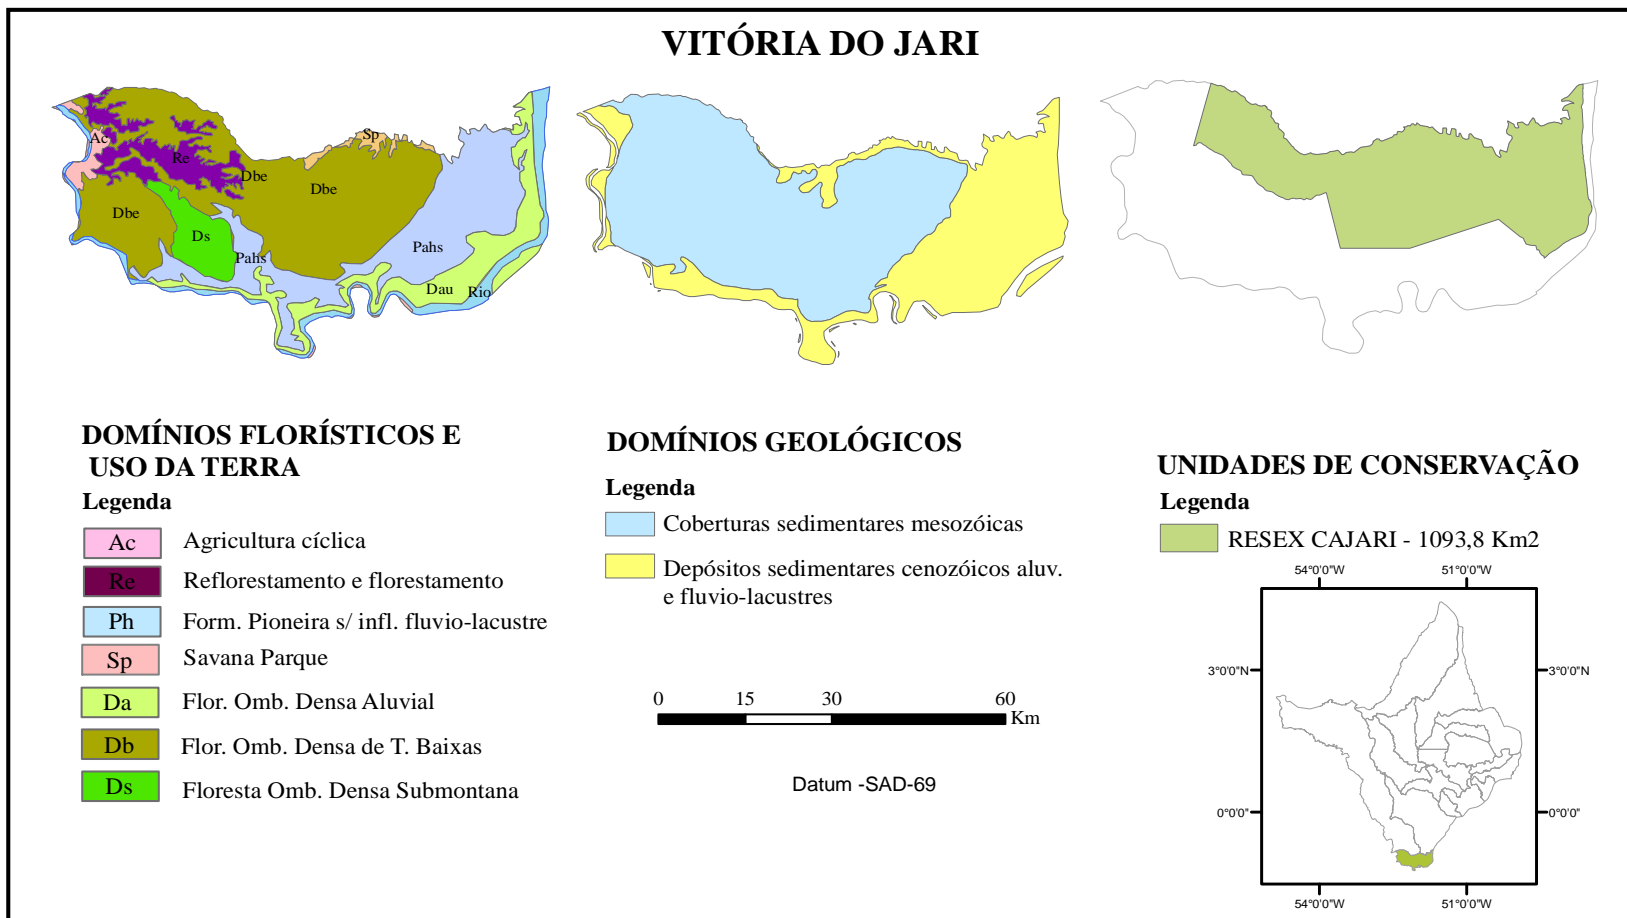 VITÓRIA DO JARI
Ac
Re
Sp
Dbe
Dbe
Dbe
Ds
Pahs
Pahs
Dau
Rio
DOMÍNIOS FLORÍSTICOS E
USO DA TERRA
Legenda
Ac Agricultura cíclica
Re Reflorestamento e florestamento
Ph Form. Pioneira s/ infl. fluvio-lacustre
Sp Savana Parque
Da Flor. Omb. Densa Aluvial
Db Flor. Omb. Densa de T. Baixas
Ds Floresta Omb. Densa Submontana
DOMÍNIOS GEOLÓGICOS
Legenda
Coberturas sedimentares mesozóicas
Depósitos sedimentares cenozóicos aluv.
e fluvio-lacustres
0 15 30 60
Km
Datum -SAD-69
UNIDADES DE CONSERVAÇÃO
Legenda
RESEX CAJARI - 1093,8 Km2
54°0'0"W 51°0'0"W
3°0'0"N 3°0'0"N
0°0'0" 0°0'0"
54°0'0"W 51°0'0"W